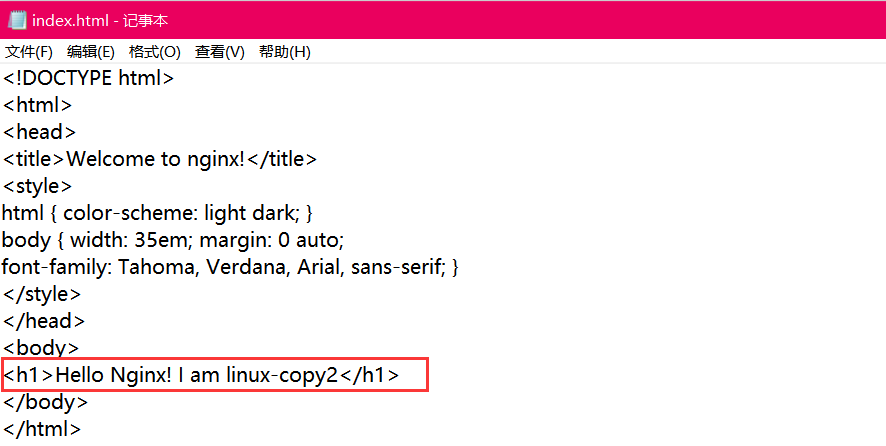 index.html - 记事本
文件(F) 编辑(E) 格式(O) 查看(V) 帮助(H)
<!DOCTYPE html>
<html>
<head>
<title>Welcome to nginx!</title>
<style>
html { color-scheme: light dark; }
body { width: 35em; margin: 0 auto;
font-family: Tahoma, Verdana, Arial, sans-serif; }
</style>
</head>
<body>
<h1>Hello Nginx! I am linux-copy2</h1>
</body>
</html>